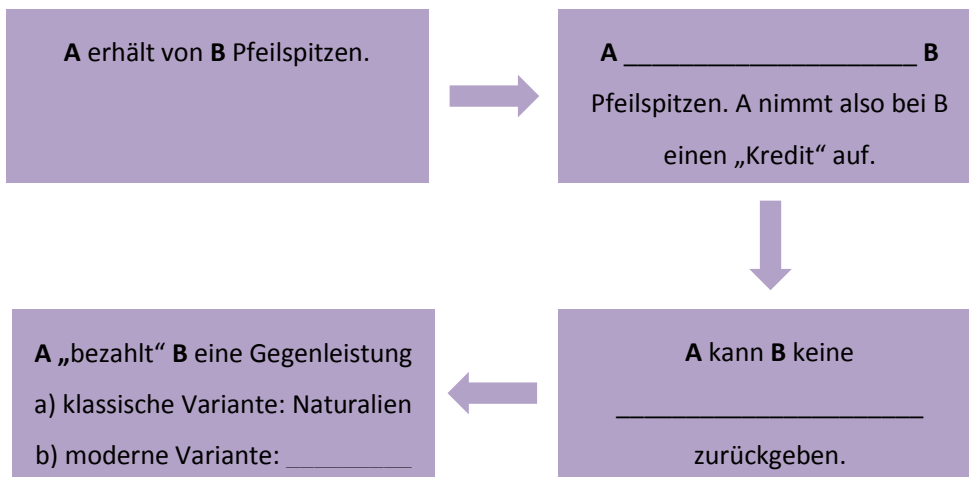 A erhält von B Pfeilspitzen.
A _____________________ B
Pfeilspitzen. A nimmt also bei B
einen „Kredit“ auf.
A „bezahlt“ B eine Gegenleistung
a) klassische Variante: Naturalien
b) moderne Variante: _________
A kann B keine
______________________
zurückgeben.